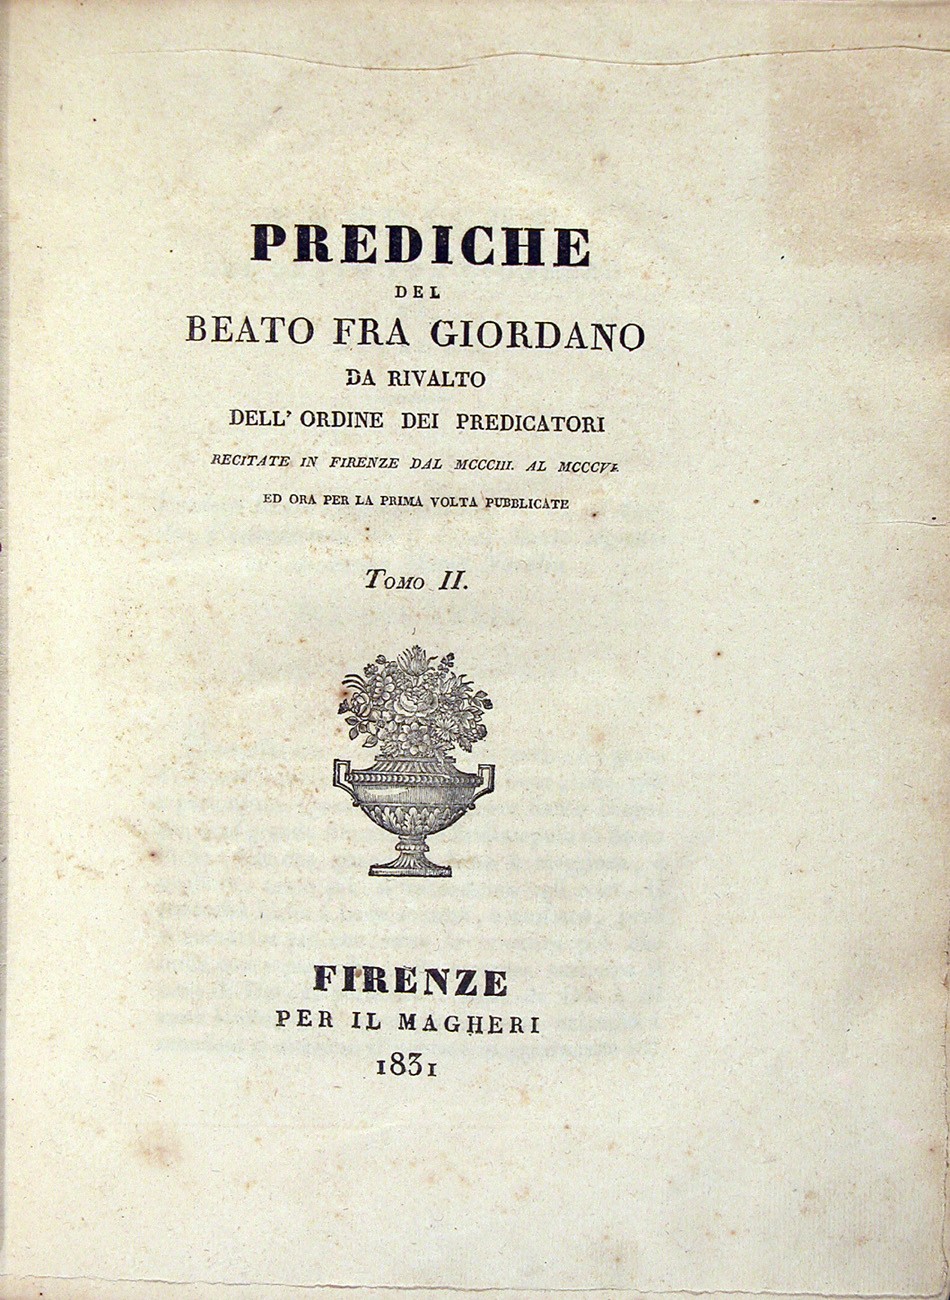 PREDICHE
DEL
BEATO FRA GIORDANO
DA RIVALTO
DELL' ORDINE DEI PREDICATORI
RECITATE IN FIRENZE DAL MCCCIII. AL MCCCVI.
ED ORA PER LA PRIMA VOLTA PUBBLICATE
TOMO II.
FIRENZE
PER IL MAGHERI
1831